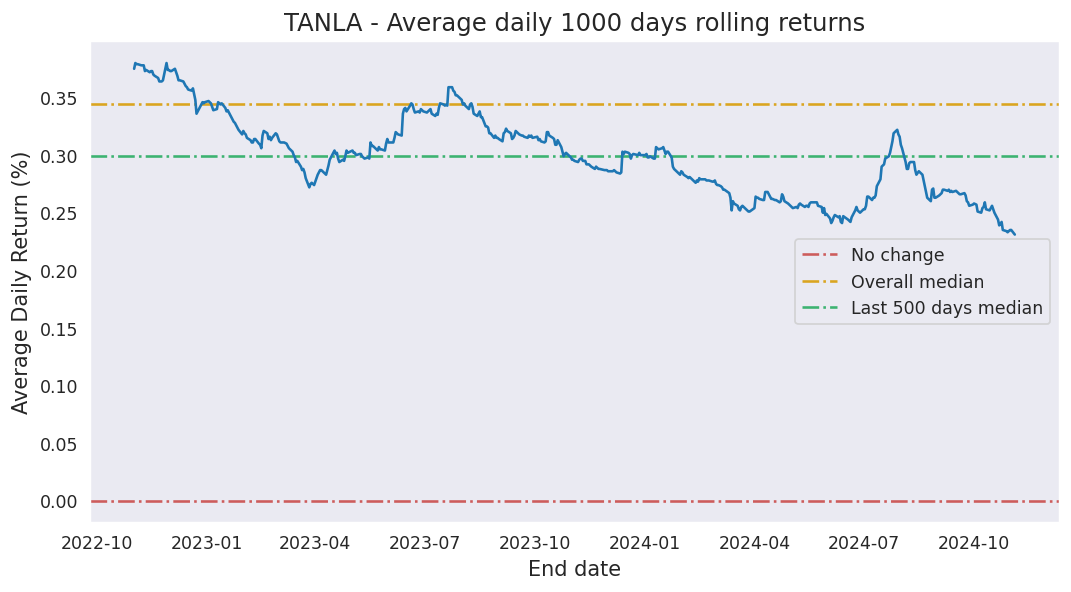 TANLA - Average daily 1000 days rolling returns
Average Daily Return (%)
0.35
0.30
0.25
0.20
0.15
0.10
0.05
0.00
No change
Overall median
Last 500 days median
2022-10 2023-01 2023-04 2023-07 2023-10 2024-01 2024-04 2024-07 2024-10
End date